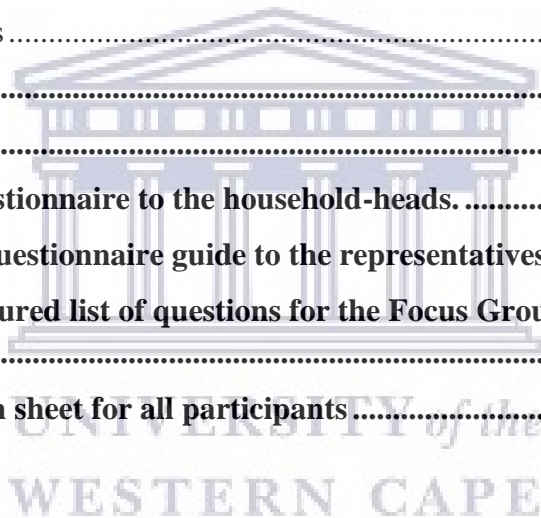 s....................................................................
..........................................................
..........................................................
stionnaire to the household-heads. ...........
uestionnaire guide to the representatives
ured list of questions for the Focus Grou
..........................................................
n sheet for all participants........................
UNIVERSITY of the
WESTERN CAPE